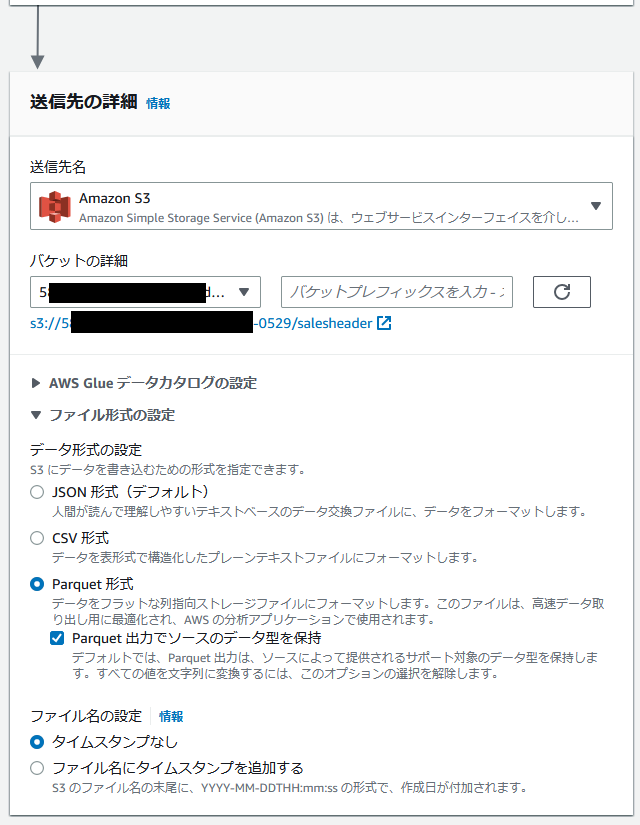 送信先の詳細 情報
送信先名
Amazon S3
Amazon Simple Storage Service (Amazon S3) は、ウェブサービスインターフェイスを介し...
バケットの詳細
58 d... バケットプレフィックスを入力 -
s3://58 -0529/salesheader
AWS Glue データカタログの設定
ファイル形式の設定
データ形式の設定
S3 にデータを書き込むための形式を指定できます。
JSON 形式（デフォルト）
人間が読んで理解しやすいテキストベースのデータ交換ファイルに、データをフォーマットします。
CSV 形式
データを表形式で構造化したプレーンテキストファイルにフォーマットします。
Parquet 形式
データをフラットな列指向ストレージファイルにフォーマットします。このファイルは、高速データ取
り出し用に最適化され、AWS の分析アプリケーションで使用されます。
Parquet 出力でソースのデータ型を保持
デフォルトでは、Parquet 出力は、ソースによって提供されるサポート対象のデータ型を保持しま
す。すべての値を文字列に変換するには、このオプションの選択を解除します。
ファイル名の設定 情報
タイムスタンプなし
ファイル名にタイムスタンプを追加する
S3 のファイル名の末尾に、YYYY-MM-DDTHH:mm:ss の形式で、作成日が付加されます。